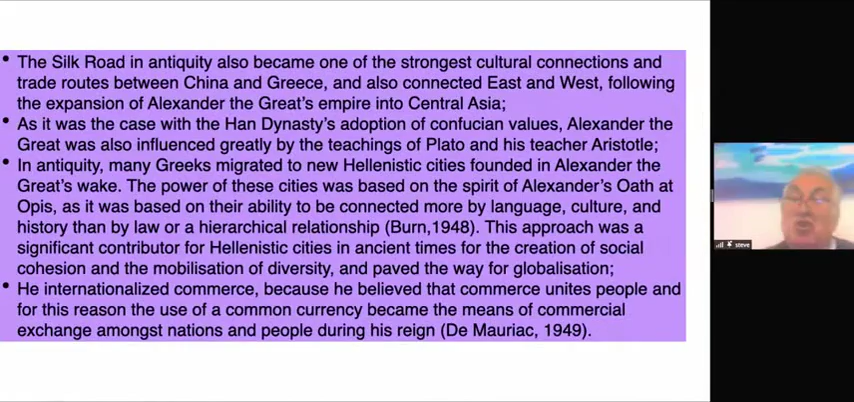 • The Silk Road in antiquity also became one of the strongest cultural connections and
trade routes between China and Greece, and also connected East and West, following
the expansion of Alexander the Great's empire into Central Asia;
• As it was the case with the Han Dynasty's adoption of confucian values, Alexander the
Great was also influenced greatly by the teachings of Plato and his teacher Aristotle;
• In antiquity, many Greeks migrated to new Hellenistic cities founded in Alexander the
Great's wake. The power of these cities was based on the spirit of Alexander's Oath at
Opis, as it was based on their ability to be connected more by language, culture, and
history than by law or a hierarchical relationship (Burn,1948). This approach was a
significant contributor for Hellenistic cities in ancient times for the creation of social
cohesion and the mobilisation of diversity, and paved the way for globalisation;
• He internationalized commerce, because he believed that commerce unites people and
for this reason the use of a common currency became the means of commercial
exchange amongst nations and people during his reign (De Mauriac, 1949).
steve